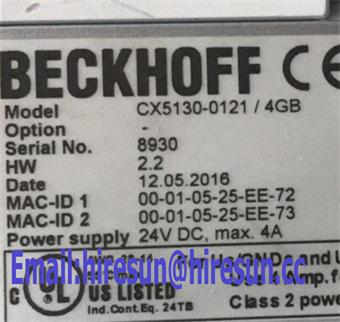 BECKHOFF CE
Model CX5130-0121 / 4GB
Option -
Serial No. 8930
HW 2.2
Date 12.05.2016
MAC-ID 1 00-01-05-25-EE-72
MAC-ID 2 00-01-05-25-EE-73
Power supply 24V DC, max. 4A
Email:hiresun@hiresun.cc
C UL US LISTED
Class 2 power
Ind.Cont.Eq. 24TB